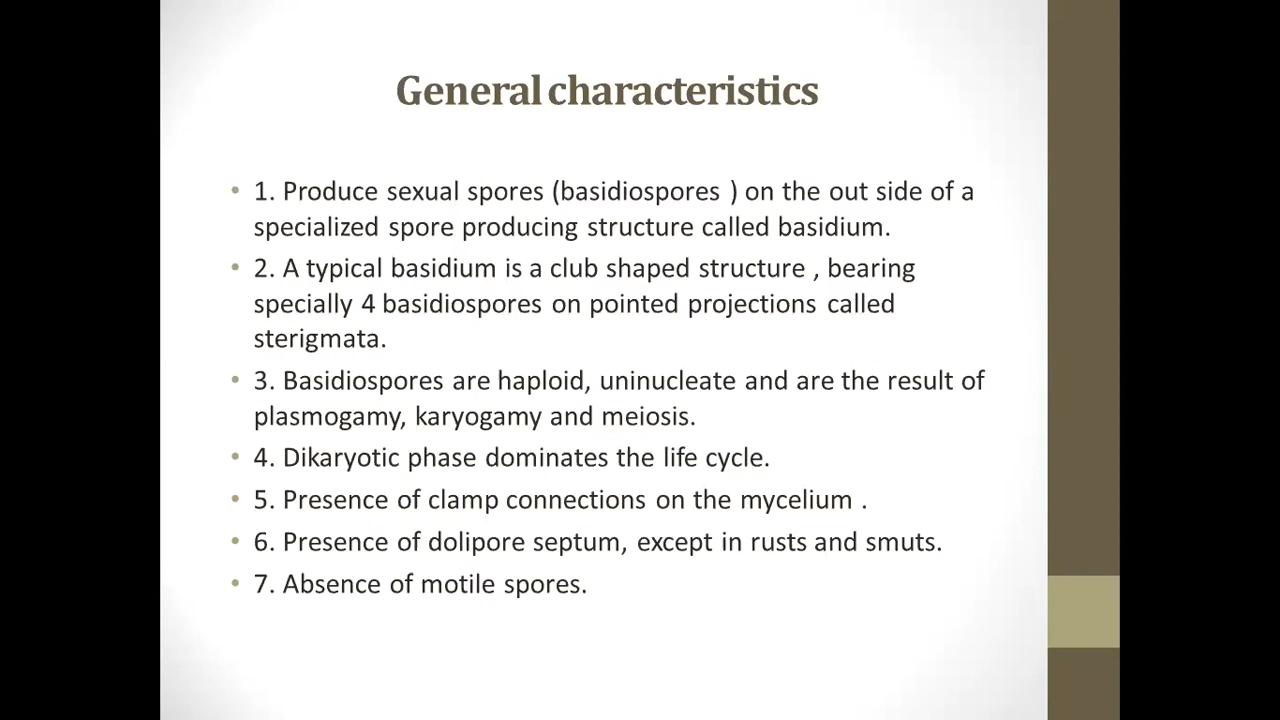 General characteristics
• 1. Produce sexual spores (basidiospores ) on the out side of a
specialized spore producing structure called basidium.
• 2. A typical basidium is a club shaped structure , bearing
specially 4 basidiospores on pointed projections called
sterigmata.
• 3. Basidiospores are haploid, uninucleate and are the result of
plasmogamy, karyogamy and meiosis.
• 4. Dikaryotic phase dominates the life cycle.
• 5. Presence of clamp connections on the mycelium .
• 6. Presence of dolipore septum, except in rusts and smuts.
• 7. Absence of motile spores.